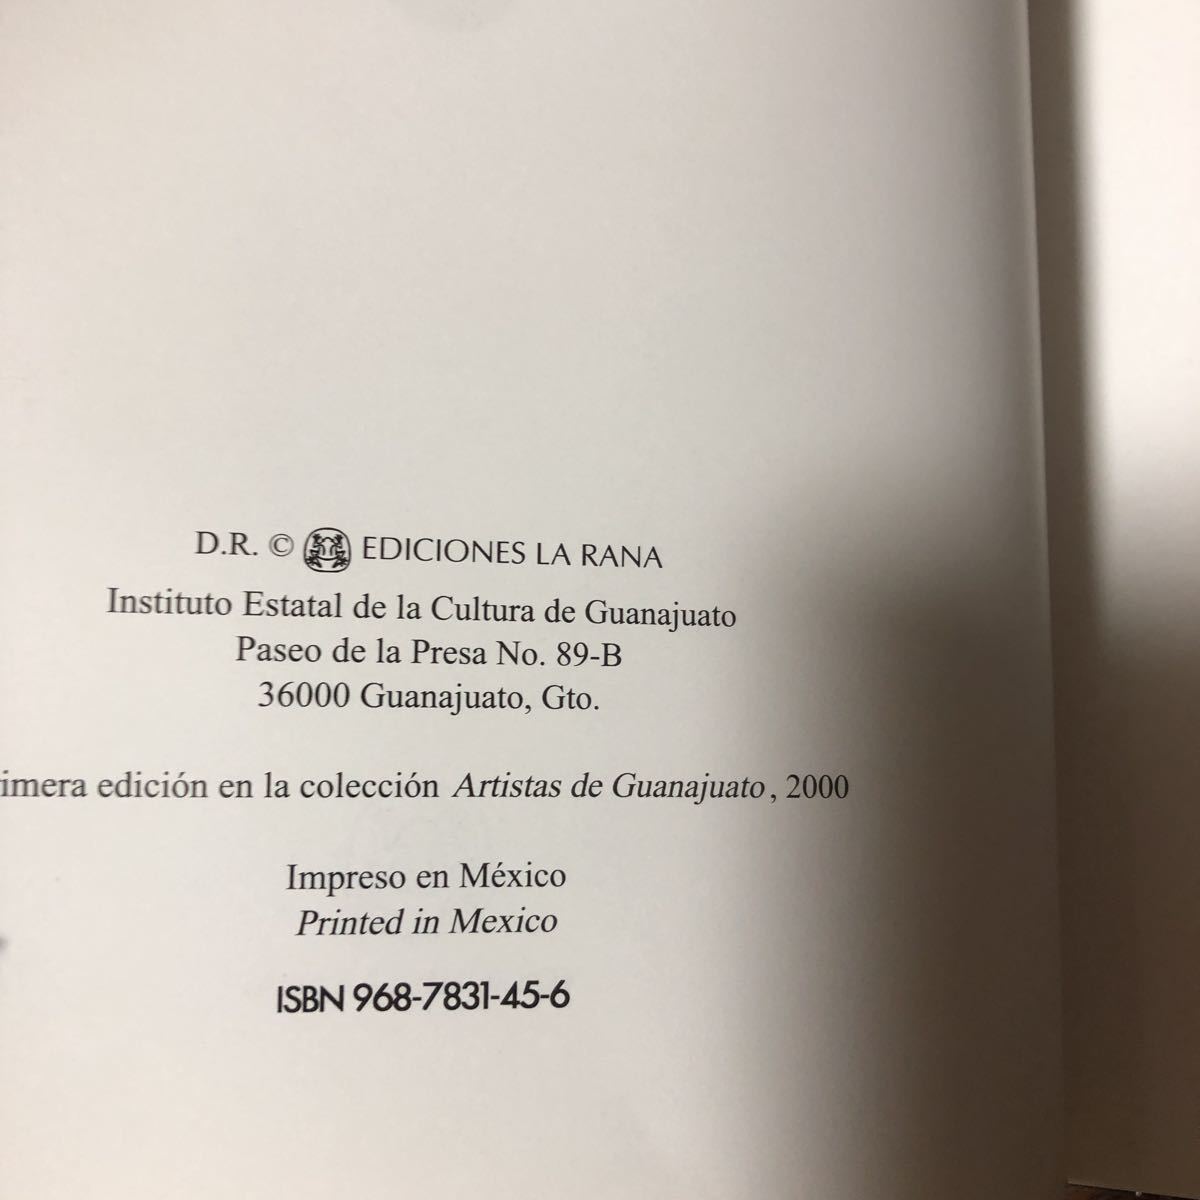 D.R. © EDICIONES LA RANA
Instituto Estatal de la Cultura de Guanajuato
Paseo de la Presa No. 89-B
36000 Guanajuato, Gto.
imera edición en la colección Artistas de Guanajuato, 2000
Impreso en México
Printed in Mexico
ISBN 968-7831-45-6